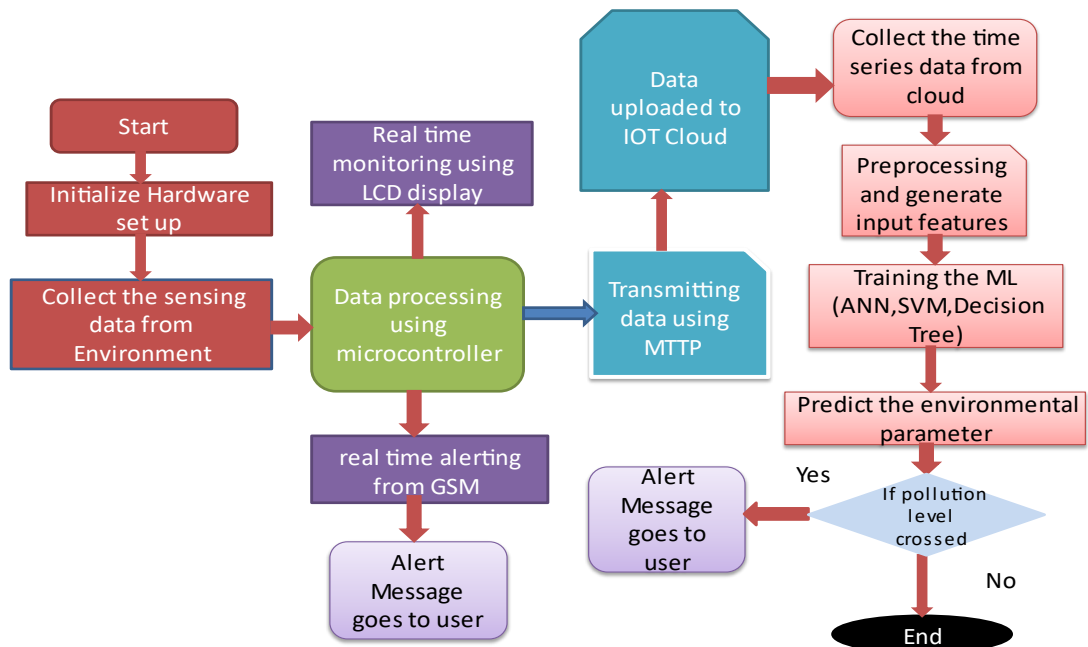 Start
Initialize Hardware
set up
Collect the sensing
data from
Environment
Real time
monitoring using
LCD display
Data processing
using
microcontroller
real time alerting
from GSM
Alert
Message
goes to user
Transmitting
data using
MTTP
Data
uploaded to
IOT Cloud
Collect the time
series data from
cloud
Preprocessing
and generate
input features
Training the ML
(ANN,SVM,Decision
Tree)
Predict the environmental
parameter
If pollution
level
crossed
Yes
Alert
Message
goes to
user
No
End